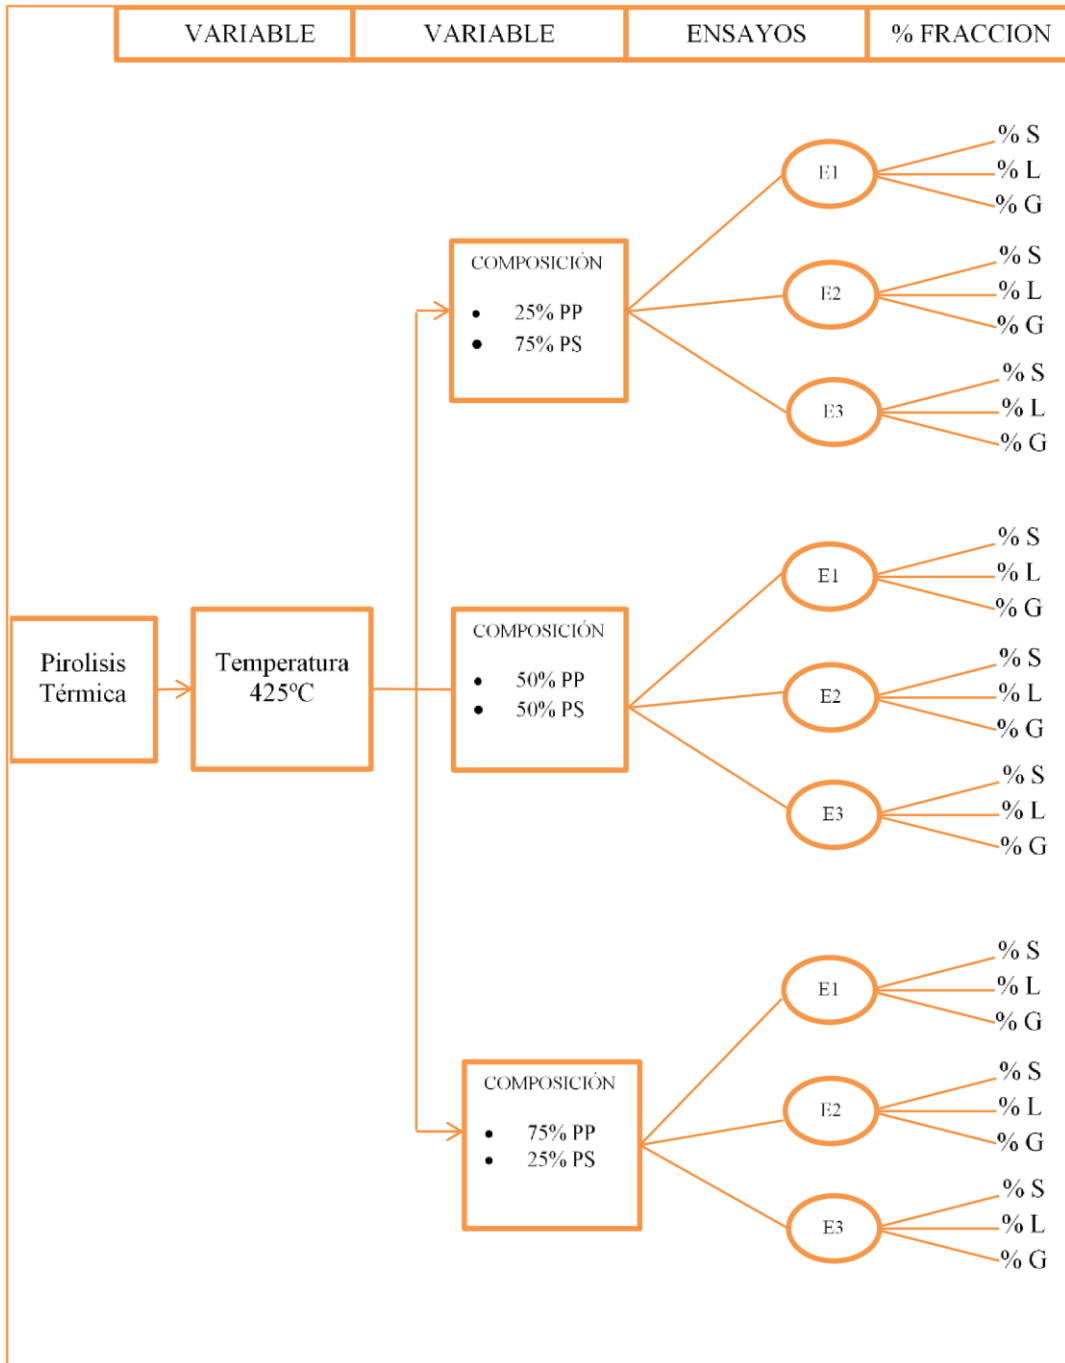 VARIABLE VARIABLE ENSAYOS % FRACCION
Pirolisis
Térmica
Temperatura
425ºC
COMPOSICIÓN
• 25% PP
• 75% PS
E1
% S
% L
% G
E2
% S
% L
% G
E3
% S
% L
% G
COMPOSICIÓN
• 50% PP
• 50% PS
E1
% S
% L
% G
E2
% S
% L
% G
E3
% S
% L
% G
COMPOSICIÓN
• 75% PP
• 25% PS
E1
% S
% L
% G
E2
% S
% L
% G
E3
% S
% L
% G